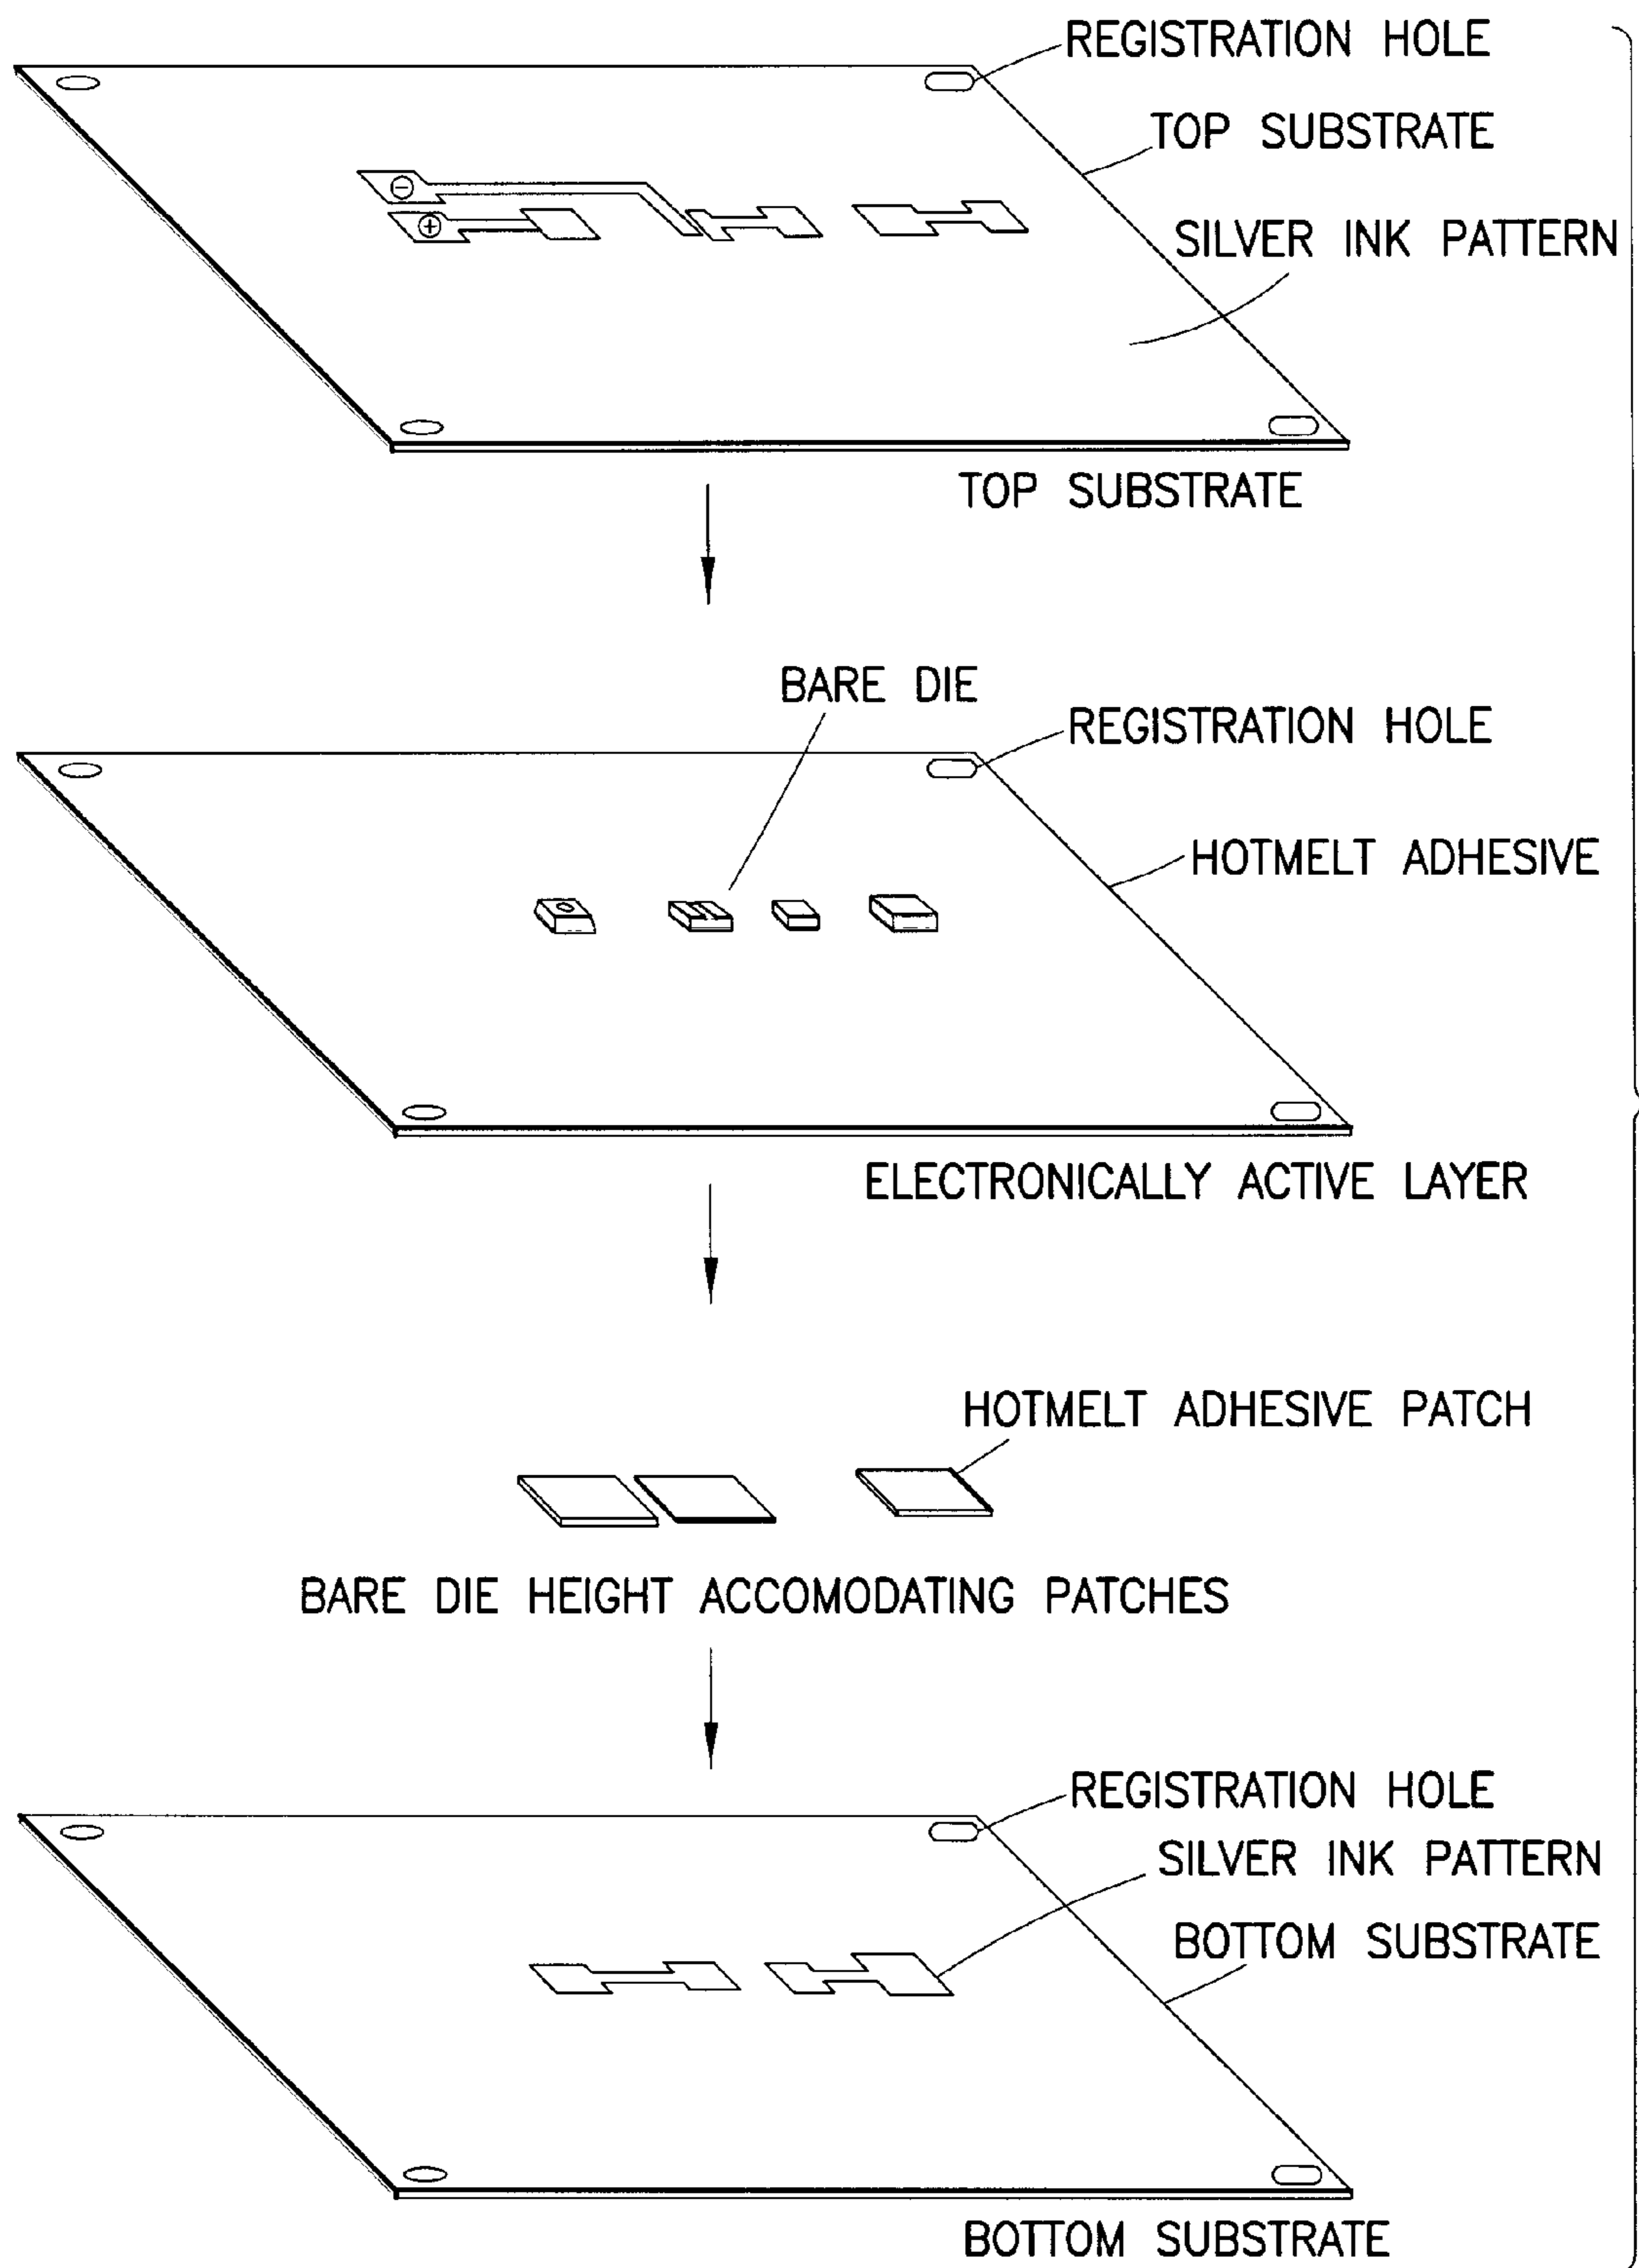 REGISTRATION HOLE
TOP SUBSTRATE
SILVER INK PATTERN
⊖
⊕
TOP SUBSTRATE
BARE DIE
REGISTRATION HOLE
HOTMELT ADHESIVE
ELECTRONICALLY ACTIVE LAYER
HOTMELT ADHESIVE PATCH
BARE DIE HEIGHT ACCOMODATING PATCHES
REGISTRATION HOLE
SILVER INK PATTERN
BOTTOM SUBSTRATE
BOTTOM SUBSTRATE